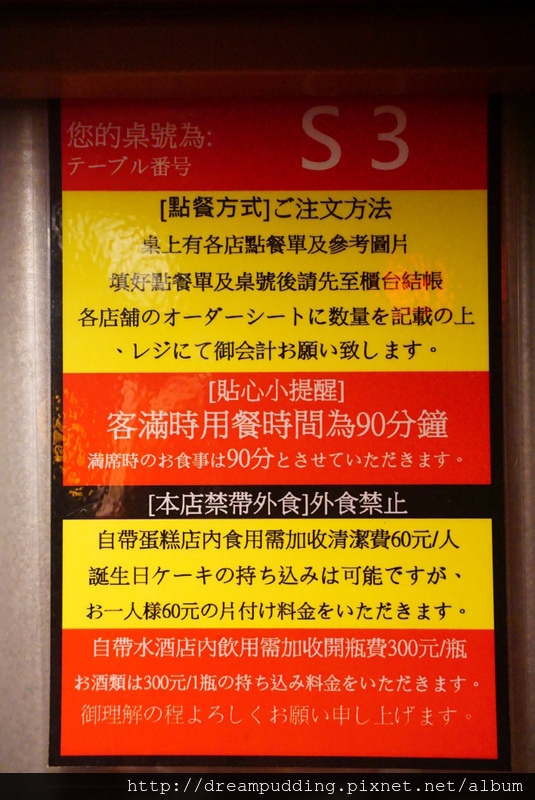 您的桌號為:
テーブル番号
S 3
[點餐方式]ご注文方法
桌上有各店點餐單及參考圖片
填好點餐單及桌號後請先至櫃台結帳
各店舗のオーダーシートに数量を記載の上
、レジにて御会計お願い致します。
[貼心小提醒]
客滿時用餐時間為90分鐘
満席時のお食事は90分とさせていただきます。
[本店禁帶外食]外食禁止
自帶蛋糕店內食用需加收清潔費60元/人
誕生日ケーキの持ち込みは可能ですが、
お一人様60元の片付け料金をいただきます。
自帶水酒店內飲用需加收開瓶費300元/瓶
お酒類は300元/1瓶の持ち込み料金をいただきます。
御理解の程よろしくお願い申し上げます。
http://dreampudding.pixnet.net/album